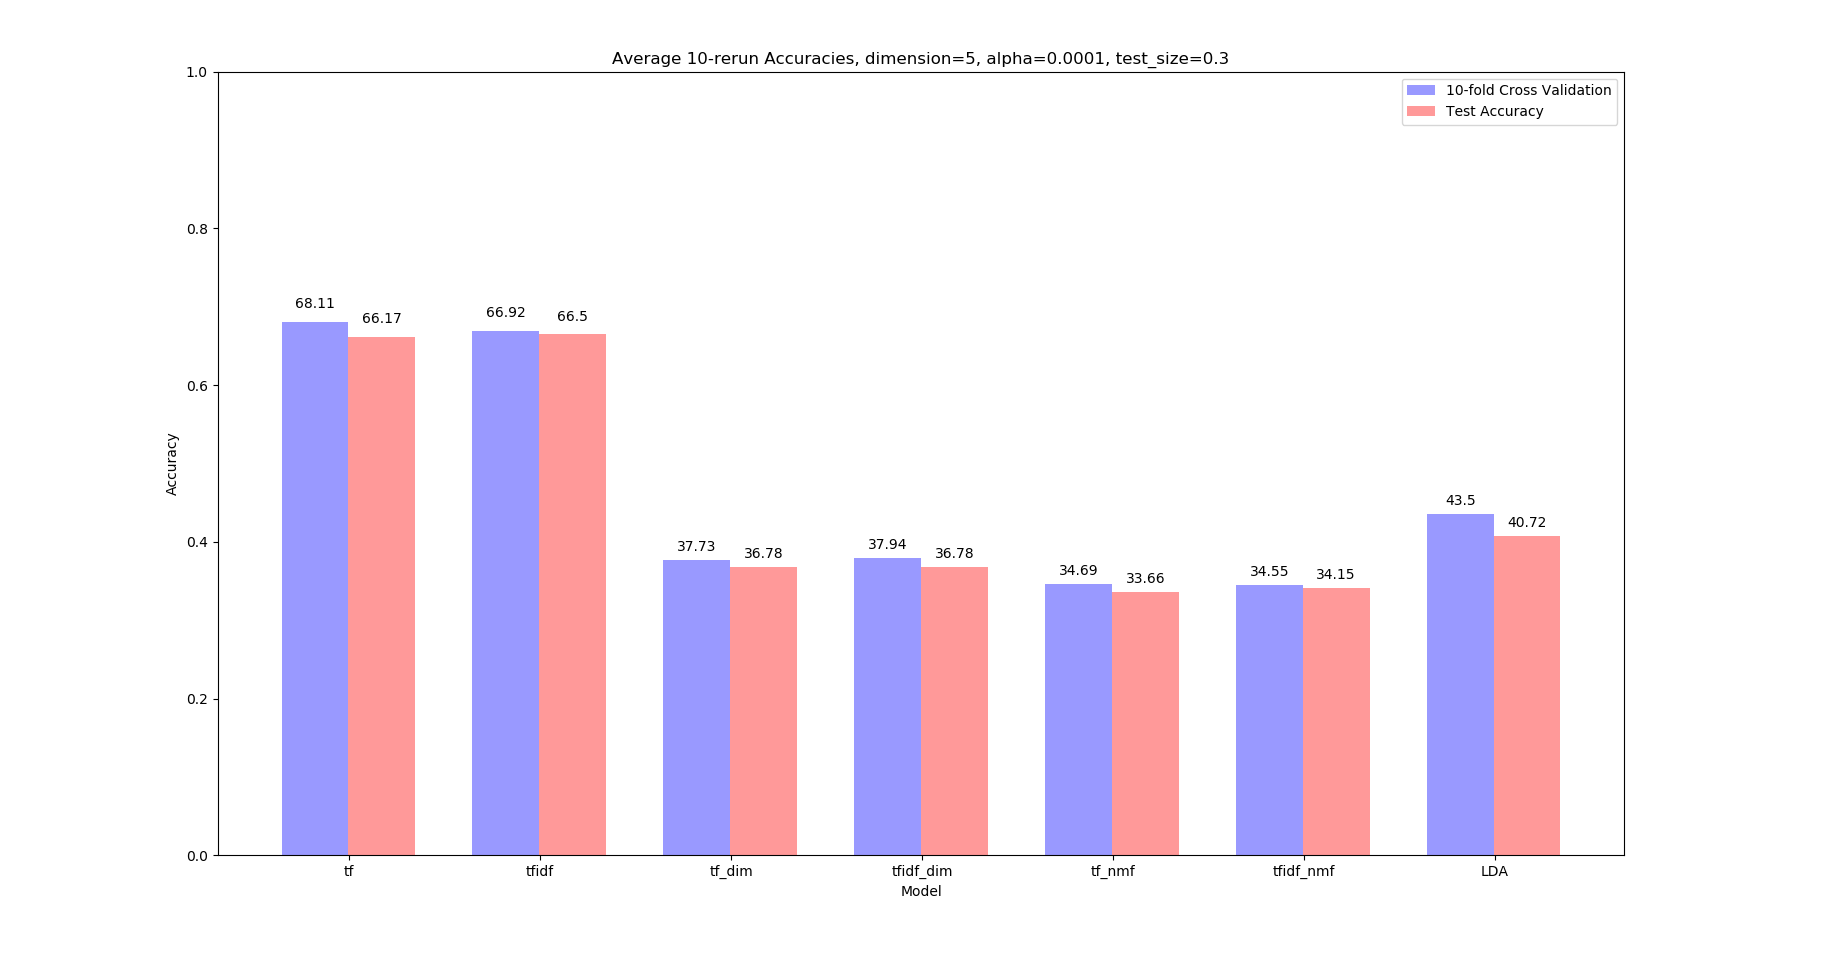 Average 10-rerun Accuracies, dimension=5, alpha=0.0001, test_size=0.3
10-fold Cross Validation
Test Accuracy
1.0
0.8
0.6
0.4
0.2
0.0
Accuracy
68.11
66.17
66.92
66.5
37.73
36.78
37.94
36.78
34.69
33.66
34.55
34.15
43.5
40.72
tf
tfidf
tf_dim
tfidf_dim
tf_nmf
tfidf_nmf
LDA
Model